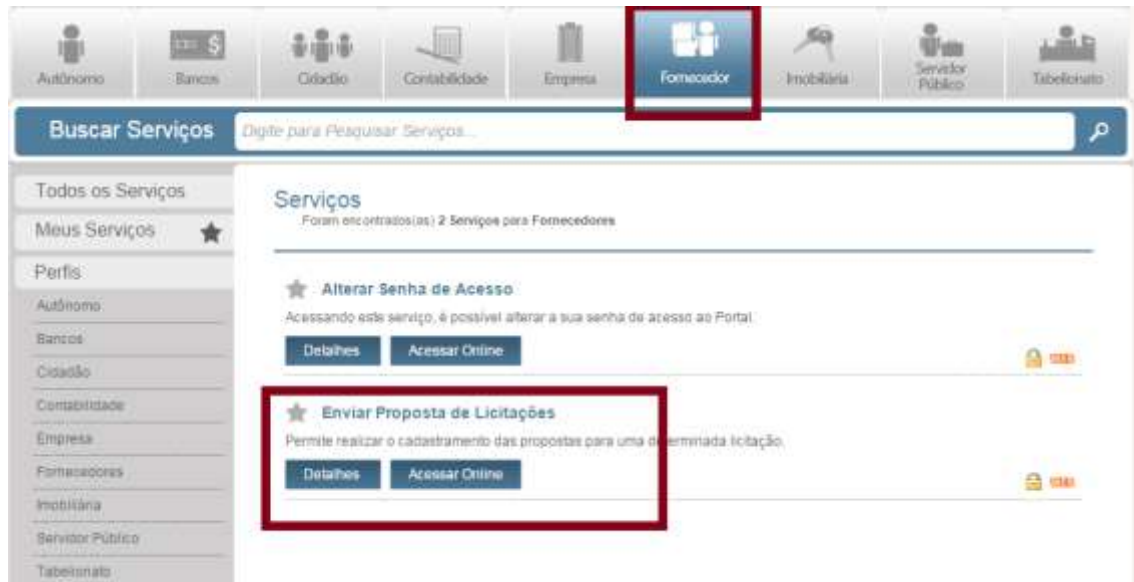 Autônomo
Bancos
Cidadão
Contabilidade
Empresa
Fornecedor
Imobiliária
Servidor
Público
Tabelionato
Buscar Serviços
Digite para Pesquisar Serviços...
Todos os Serviços
Meus Serviços
Perfis
Autônomo
Bancos
Cidadão
Contabilidade
Empresa
Fornecedores
Imobiliária
Servidor Público
Tabelionato
Serviços
Foram encontrados(as) 2 Serviços para Fornecedores
Alterar Senha de Acesso
Acessando este serviço, é possível alterar a sua senha de acesso ao Portal.
Detalhes Acessar Online
Enviar Proposta de Licitações
Permite realizar o cadastramento das propostas para uma determinada licitação.
Detalhes Acessar Online